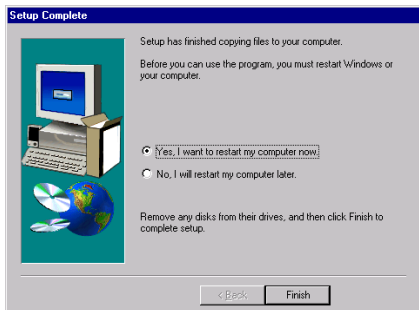 Setup Complete
Setup has finished copying files to your computer.
Before you can use the program, you must restart Windows or
your computer.
Yes, I want to restart my computer now.
No, I will restart my computer later.
Remove any disks from their drives, and then click Finish to
complete setup.
< Back
Finish